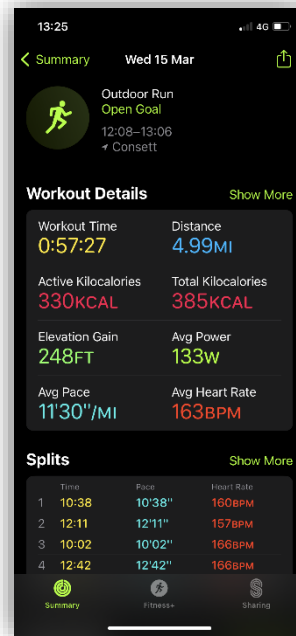 13:25 4G
Summary Wed 15 Mar
Outdoor Run
Open Goal
12:08–13:06
Consett
Workout Details Show More
Workout Time Distance
0:57:27 4.99MI
Active Kilocalories Total Kilocalories
330KCAL 385KCAL
Elevation Gain Avg Power
248FT 133W
Avg Pace Avg Heart Rate
11'30"/MI 163BPM
Splits Show More
Time Pace Heart Rate
1 10:38 10'38" 160BPM
2 12:11 12'11" 157BPM
3 10:02 10'02" 166BPM
4 12:42 12'42" 166BPM
Summary Fitness+ Sharing